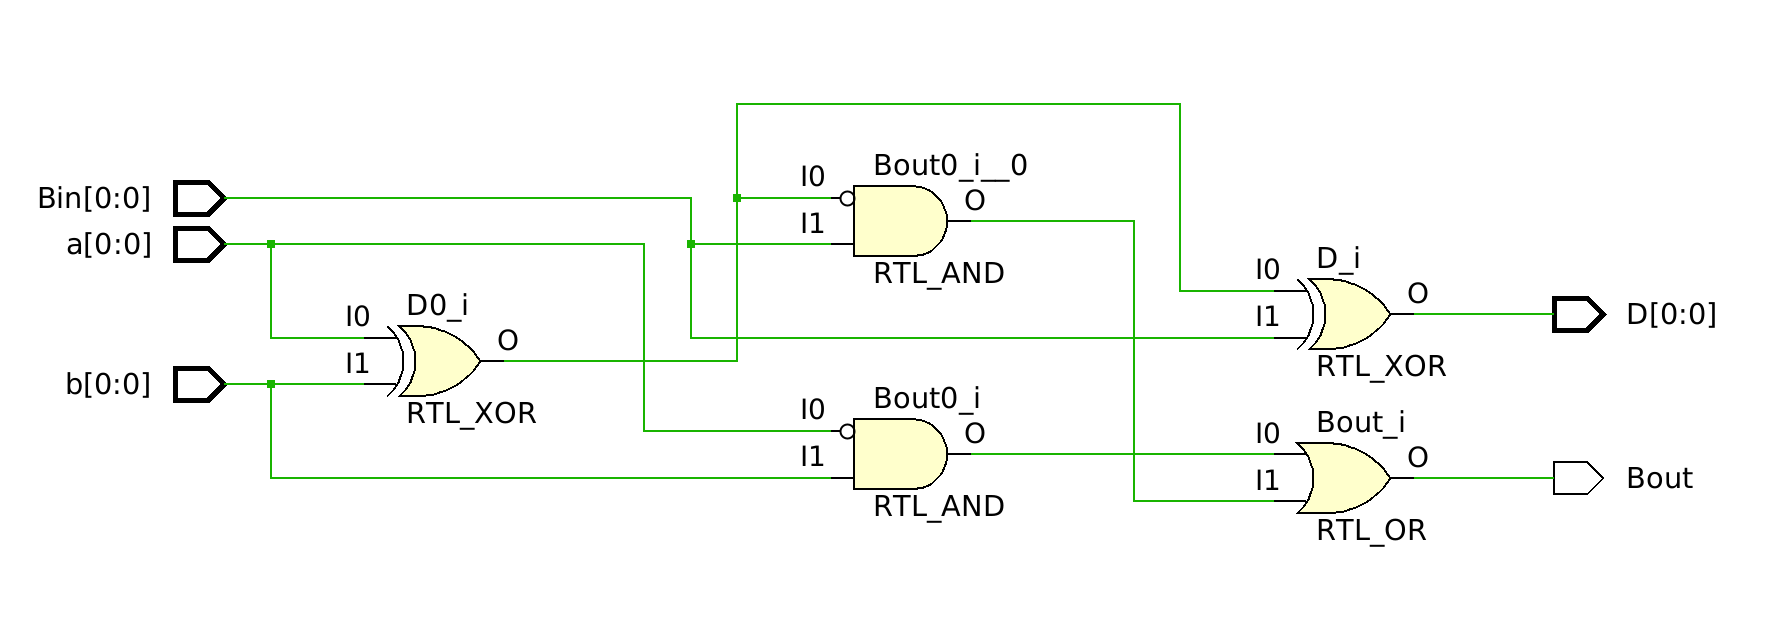 Bin[0:0]
a[0:0]
b[0:0]
I0
I1
D0_i
O
RTL_XOR
I0
I1
Bout0_i__0
O
RTL_AND
I0
I1
Bout0_i
O
RTL_AND
I0
I1
D_i
O
RTL_XOR
D[0:0]
I0
I1
Bout_i
O
RTL_OR
Bout